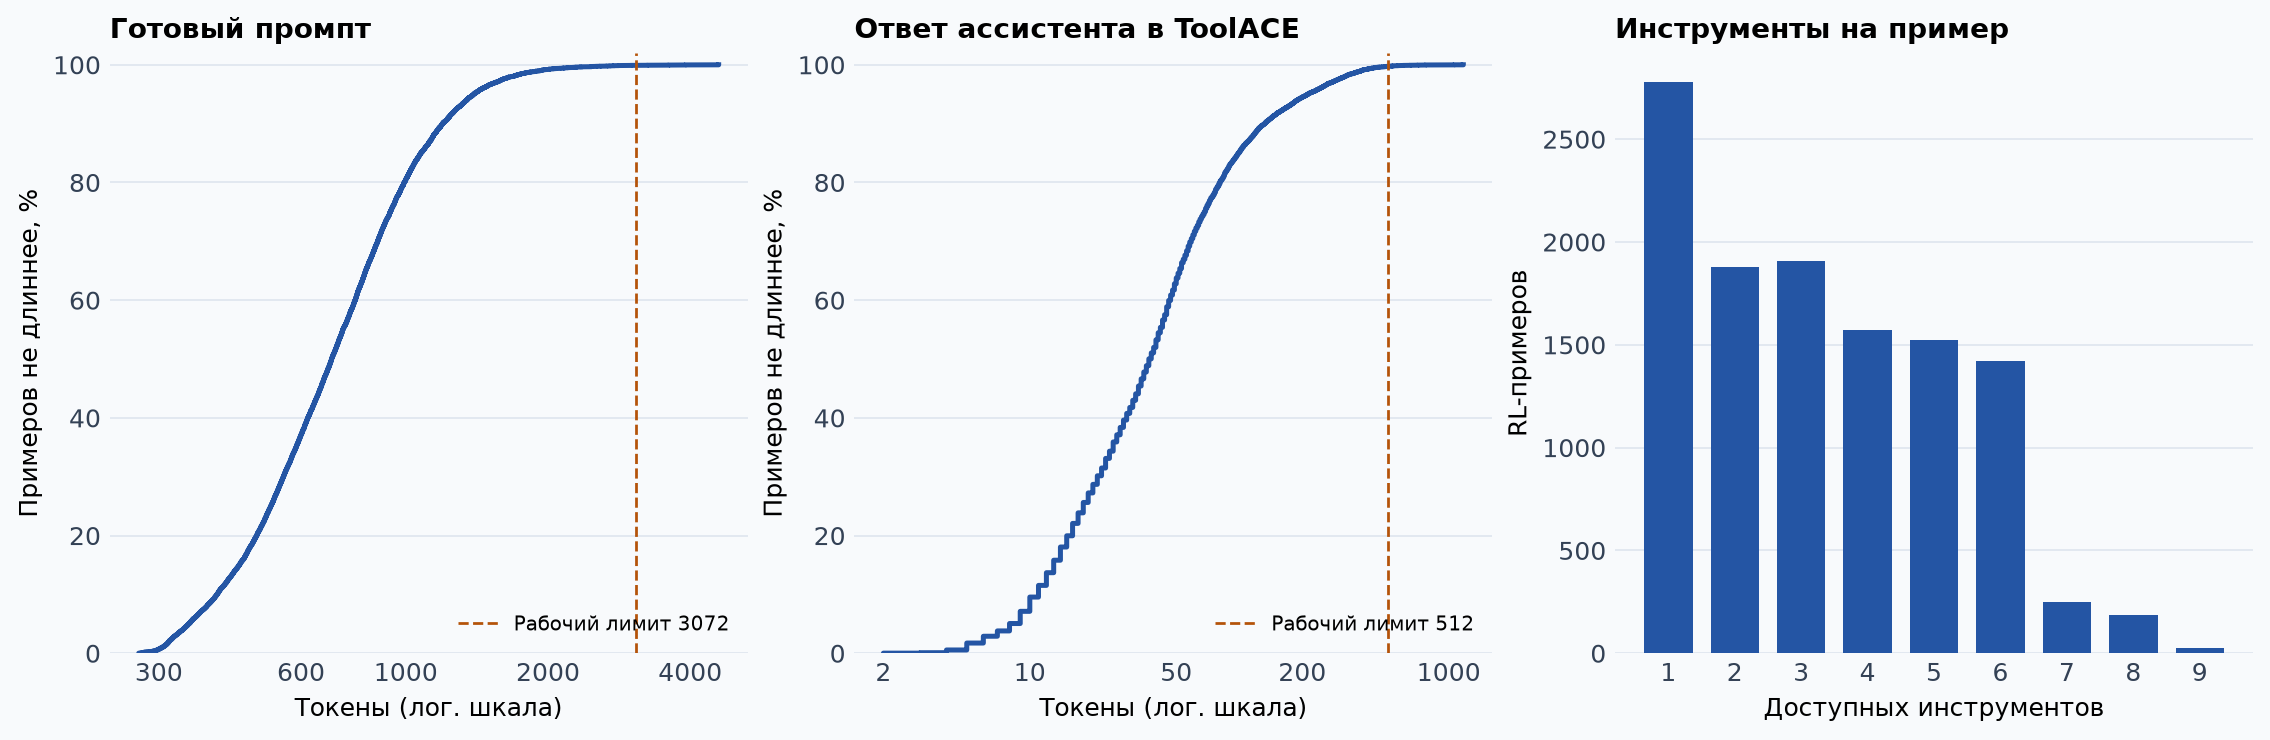 Готовый промпт
Примеров не длиннее, %
100
80
60
40
20
0
Рабочий лимит 3072
300 600 1000 2000 4000
Токены (лог. шкала)
Ответ ассистента в ToolACE
Примеров не длиннее, %
100
80
60
40
20
0
Рабочий лимит 512
2 10 50 200 1000
Токены (лог. шкала)
Инструменты на пример
RL-примеров
2500
2000
1500
1000
500
0
1 2 3 4 5 6 7 8 9
Доступных инструментов